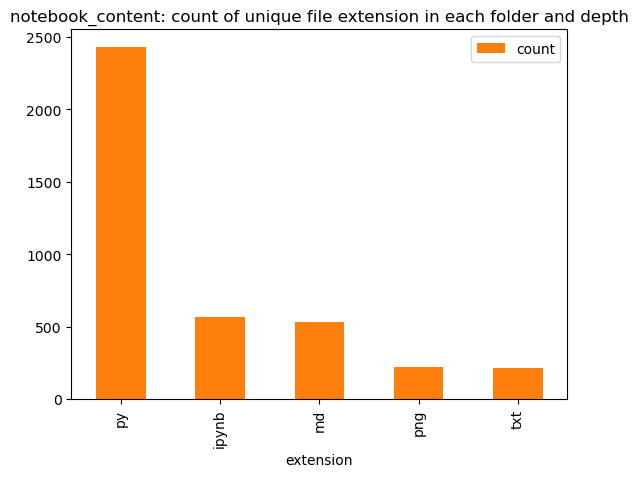 notebook_content: count of unique file extension in each folder and depth
count
2500
2000
1500
1000
500
0
py
ipynb
md
png
txt
extension